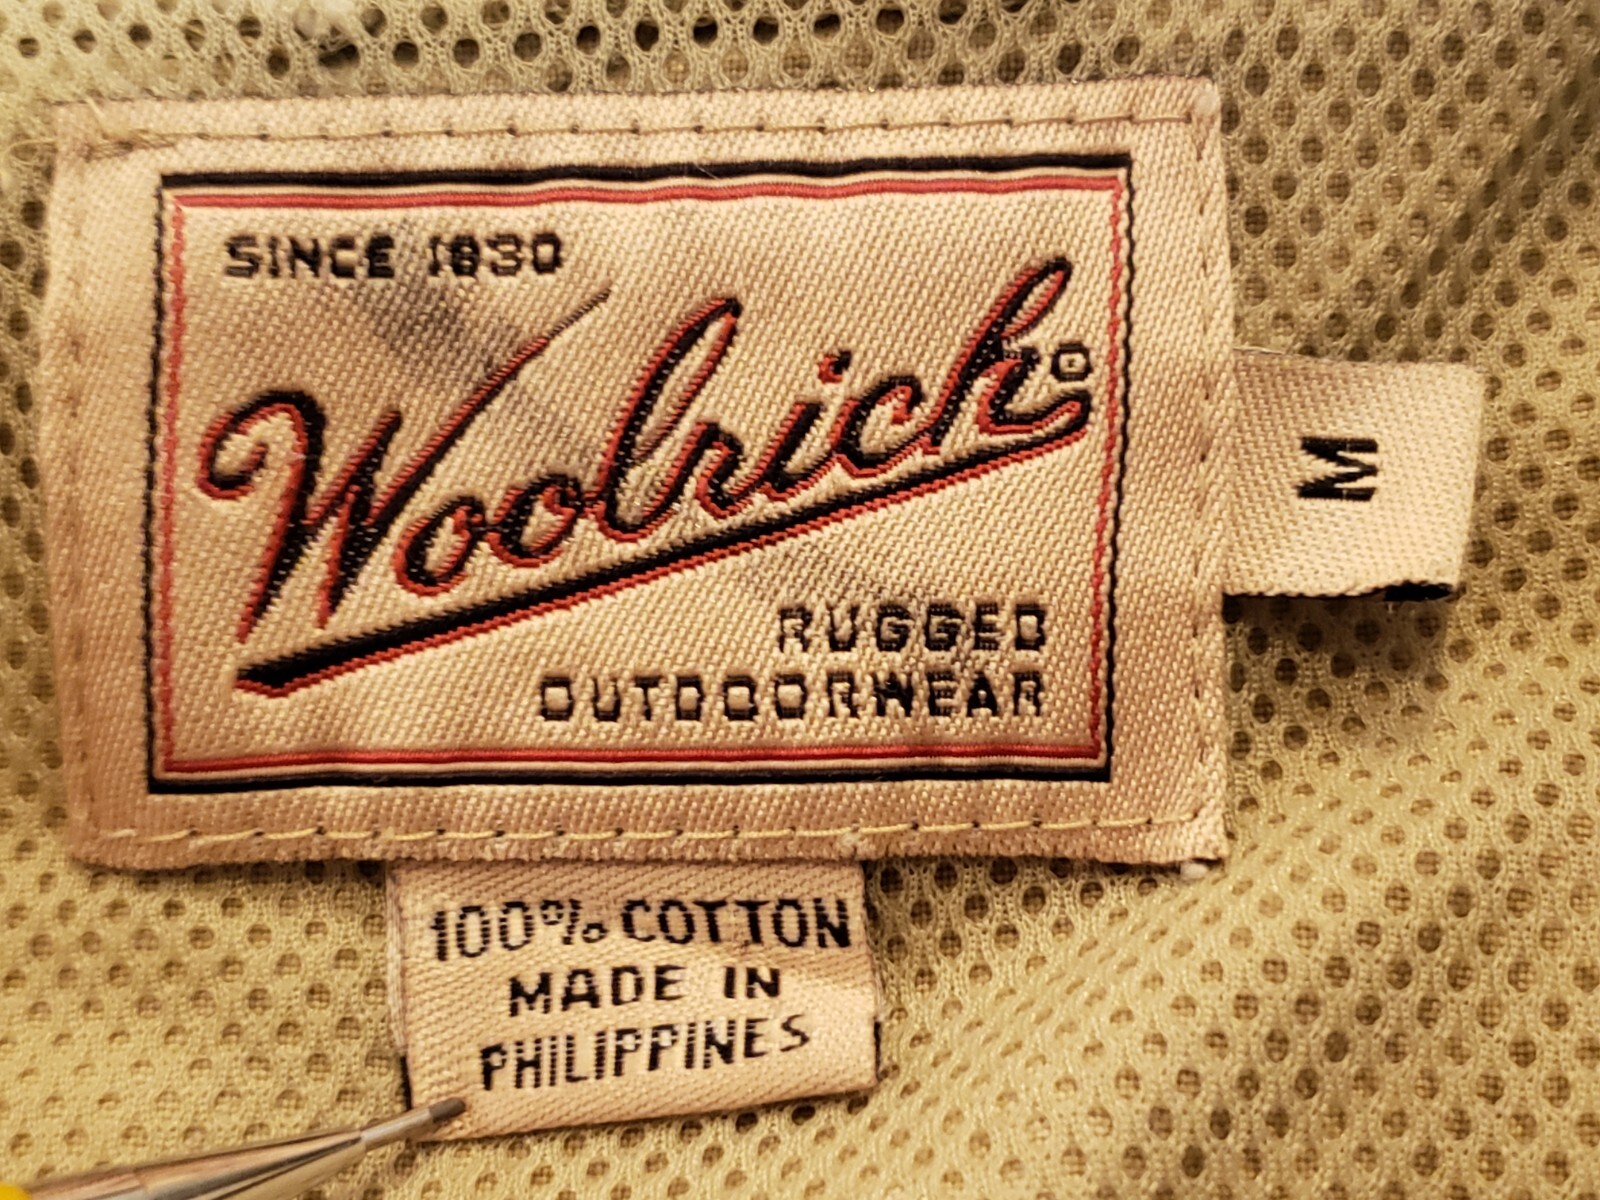 SINCE 1830
Woolrich®
RUGGED
OUTDOORWEAR
M
100% COTTON
MADE IN
PHILIPPINES